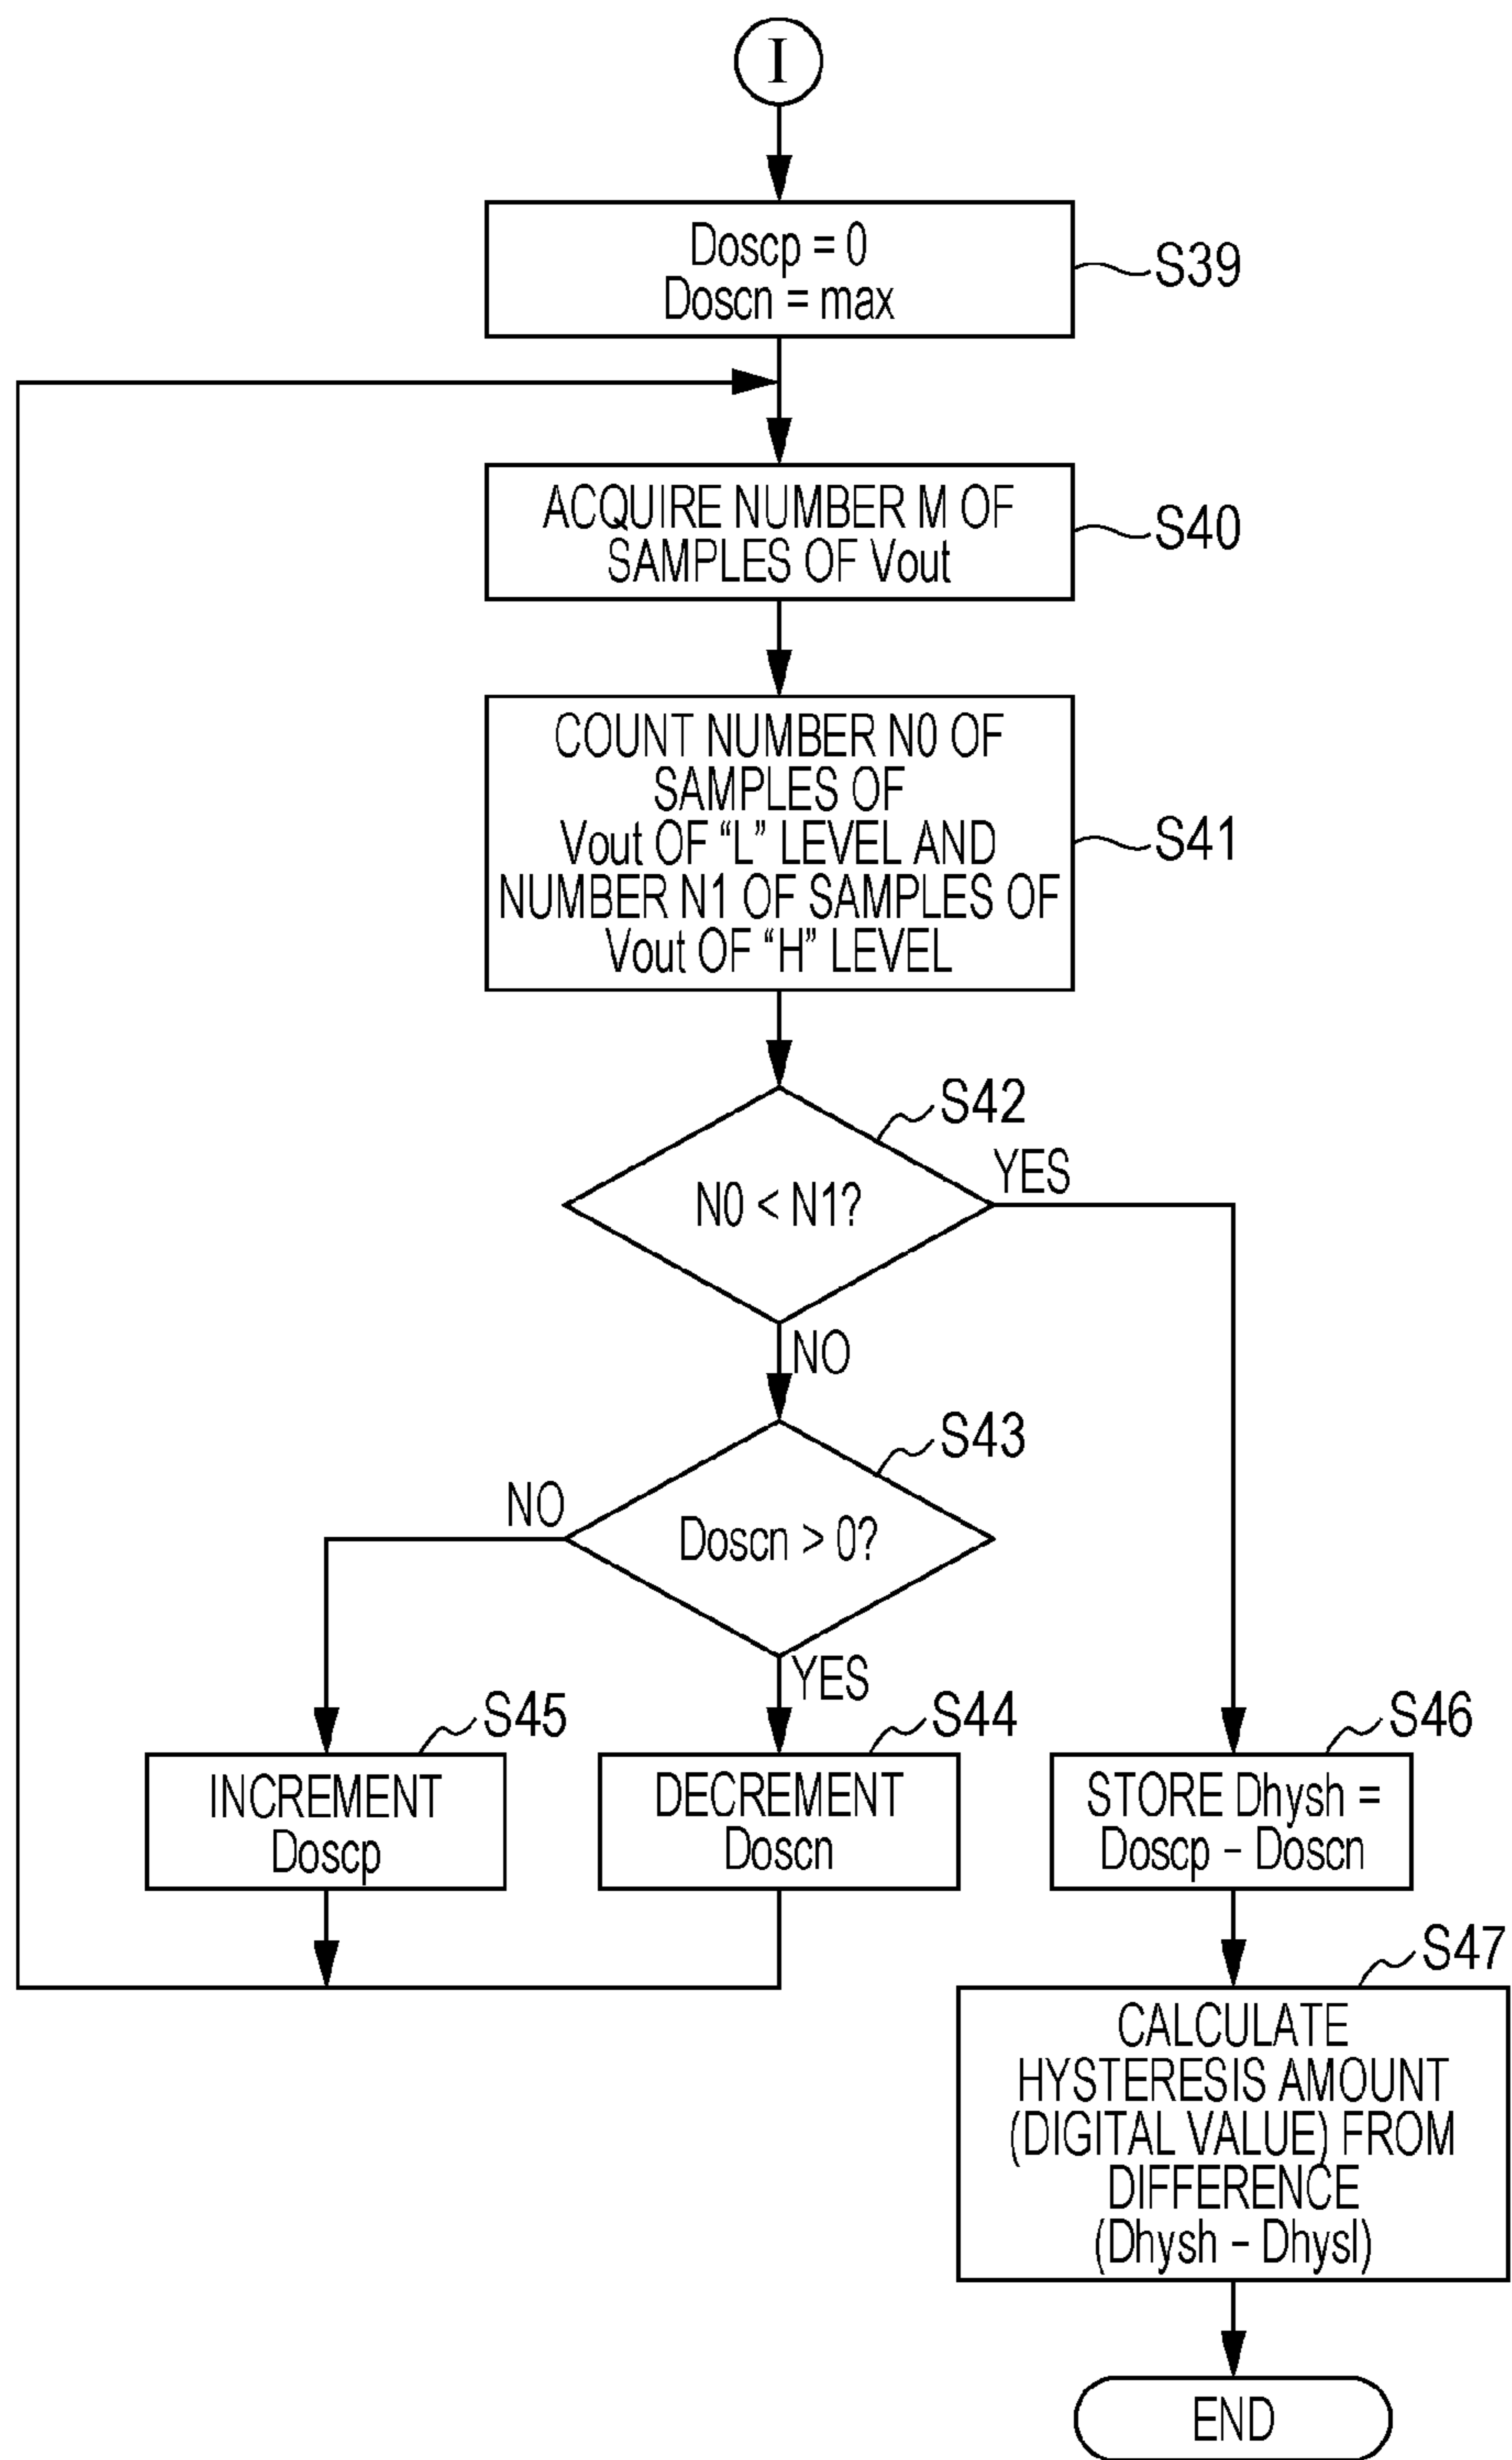 I
Doscp = 0
Doscn = max
S39
ACQUIRE NUMBER M OF
SAMPLES OF Vout
S40
COUNT NUMBER N0 OF
SAMPLES OF
Vout OF “L” LEVEL AND
NUMBER N1 OF SAMPLES OF
Vout OF “H” LEVEL
S41
S42
N0 < N1?
YES
NO
S43
Doscn > 0?
NO
YES
S45
INCREMENT
Doscp
S44
DECREMENT
Doscn
S46
STORE Dhysh =
Doscp − Doscn
S47
CALCULATE
HYSTERESIS AMOUNT
(DIGITAL VALUE) FROM
DIFFERENCE
(Dhysh − Dhysl)
END